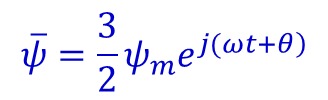 ψ̄ = 3/2 ψ_m e^{j(ωt+θ)}